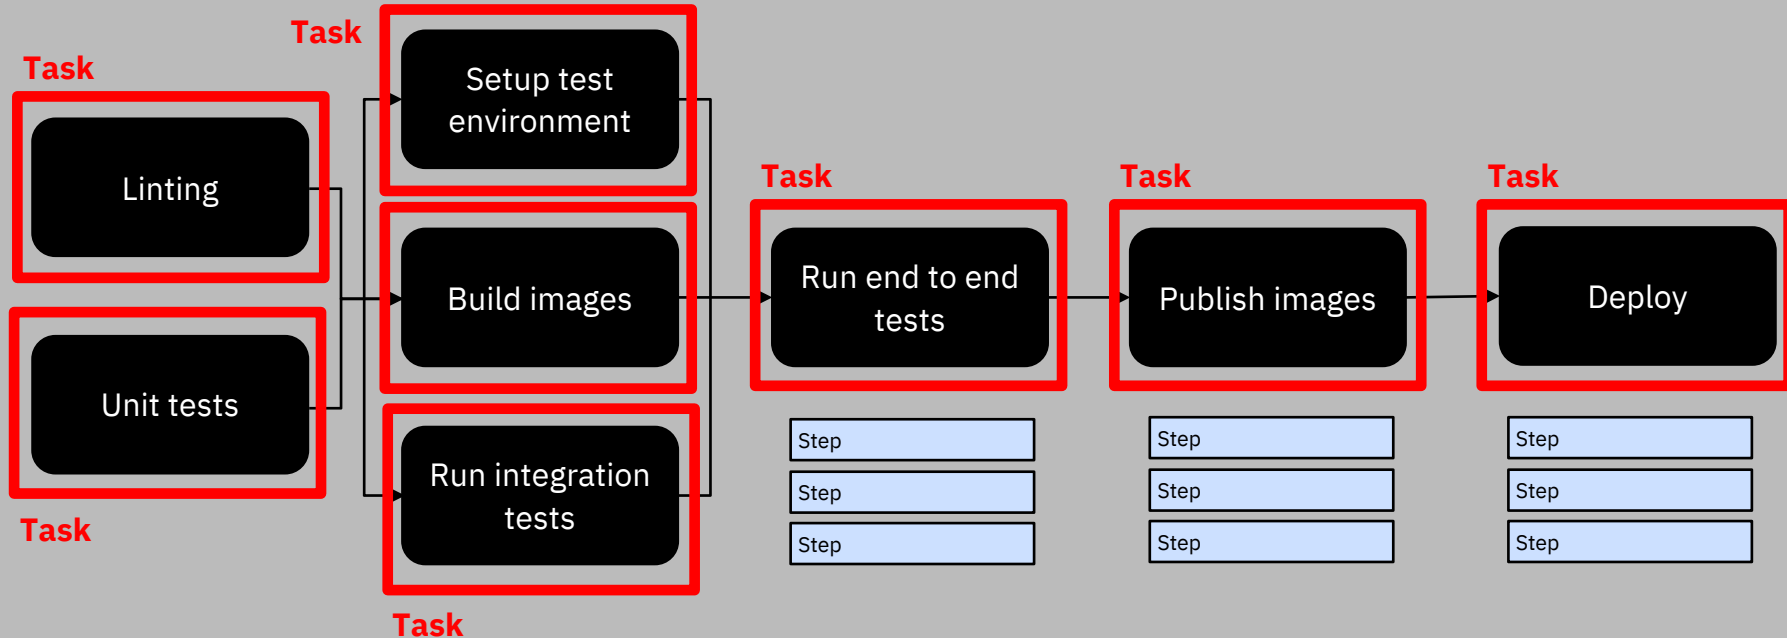 Task
Linting
Unit tests
Task
Task
Setup test
environment
Build images
Run integration
tests
Task
Task
Run end to end
tests
Step
Step
Step
Task
Publish images
Step
Step
Step
Task
Deploy
Step
Step
Step